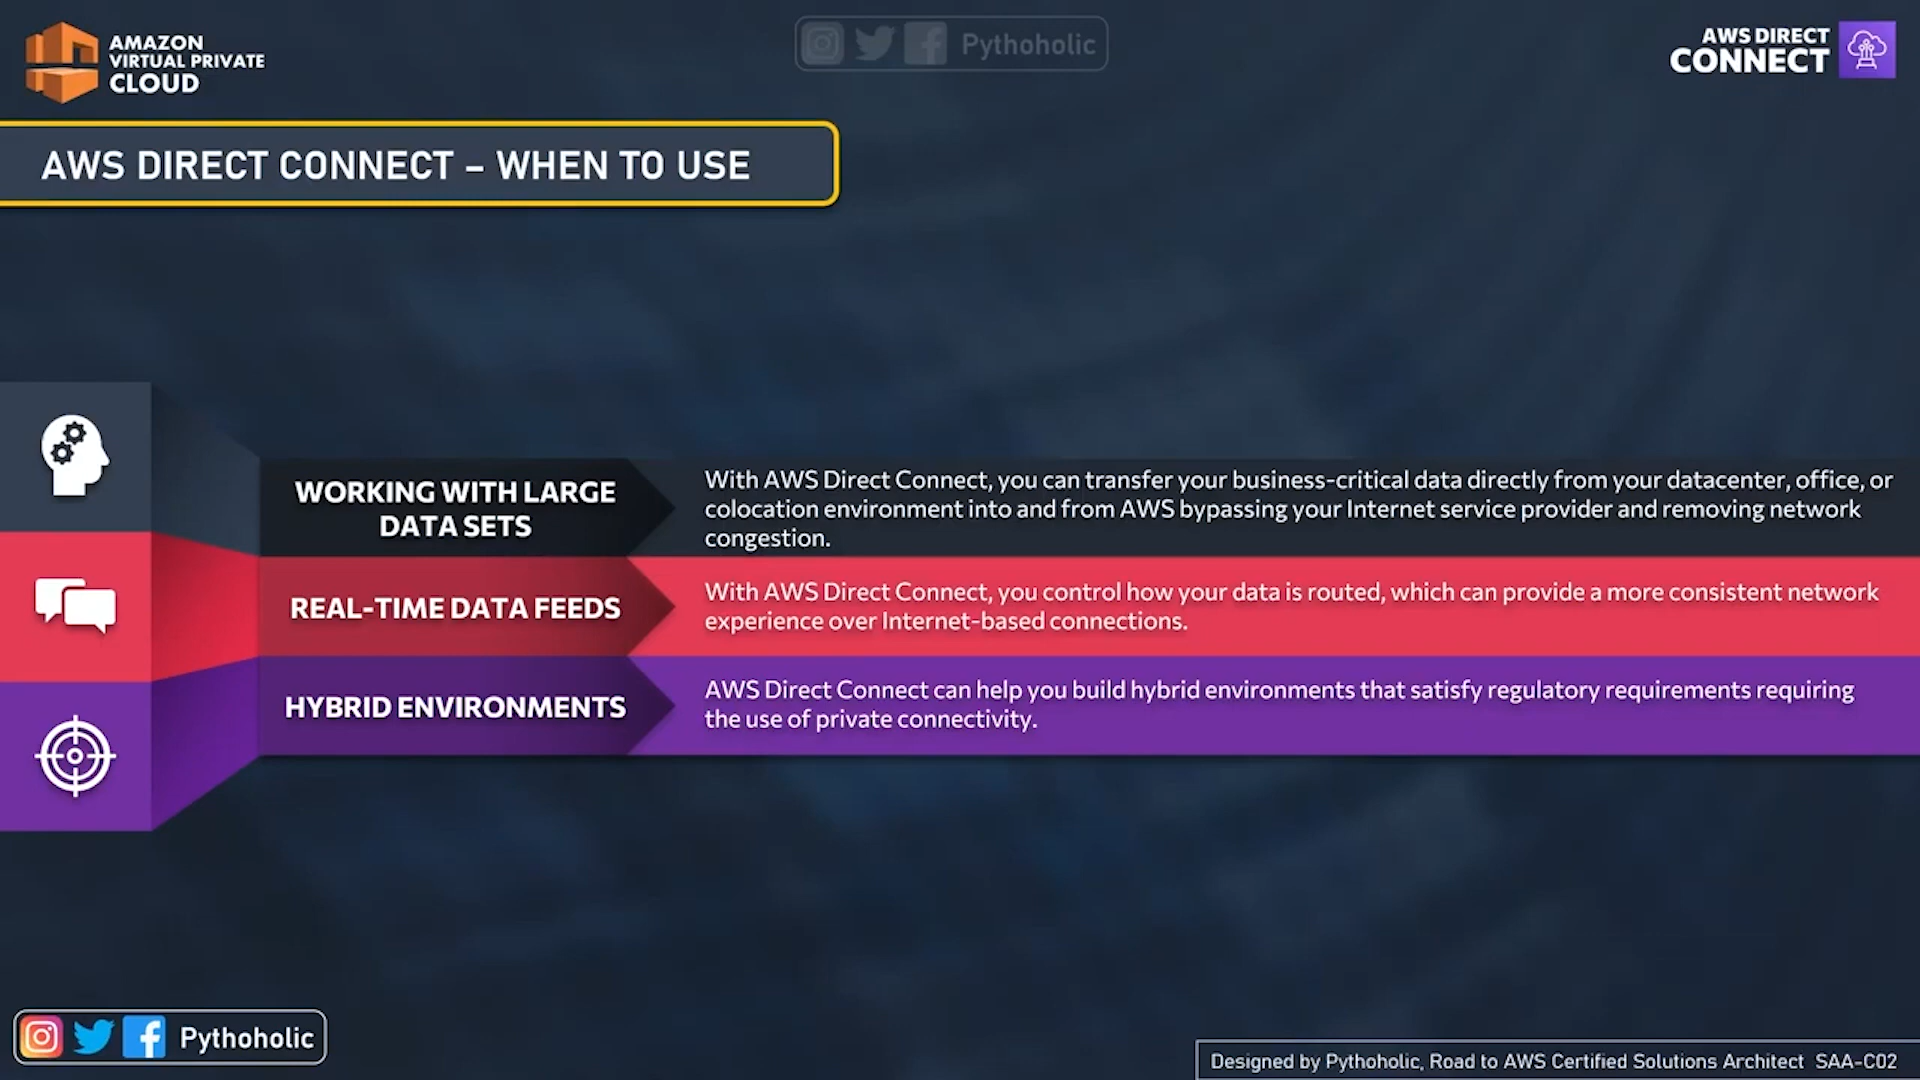 AMAZON
VIRTUAL PRIVATE
CLOUD
Pythoholic
AWS DIRECT
CONNECT
AWS DIRECT CONNECT – WHEN TO USE
WORKING WITH LARGE
DATA SETS
With AWS Direct Connect, you can transfer your business-critical data directly from your datacenter, office, or
colocation environment into and from AWS bypassing your Internet service provider and removing network
congestion.
REAL-TIME DATA FEEDS
With AWS Direct Connect, you control how your data is routed, which can provide a more consistent network
experience over Internet-based connections.
HYBRID ENVIRONMENTS
AWS Direct Connect can help you build hybrid environments that satisfy regulatory requirements requiring
the use of private connectivity.
Pythoholic
Designed by Pythoholic, Road to AWS Certified Solutions Architect SAA-C02